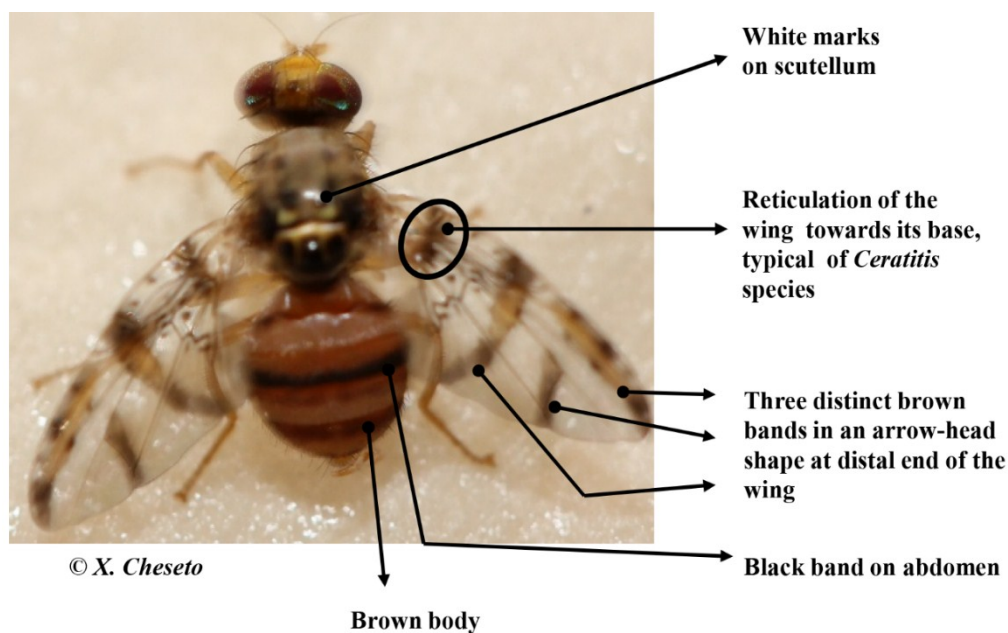 White marks
on scutellum
Reticulation of the
wing towards its base,
typical of Ceratitis
species
Three distinct brown
bands in an arrow-head
shape at distal end of the
wing
Black band on abdomen
© X. Cheseto
Brown body